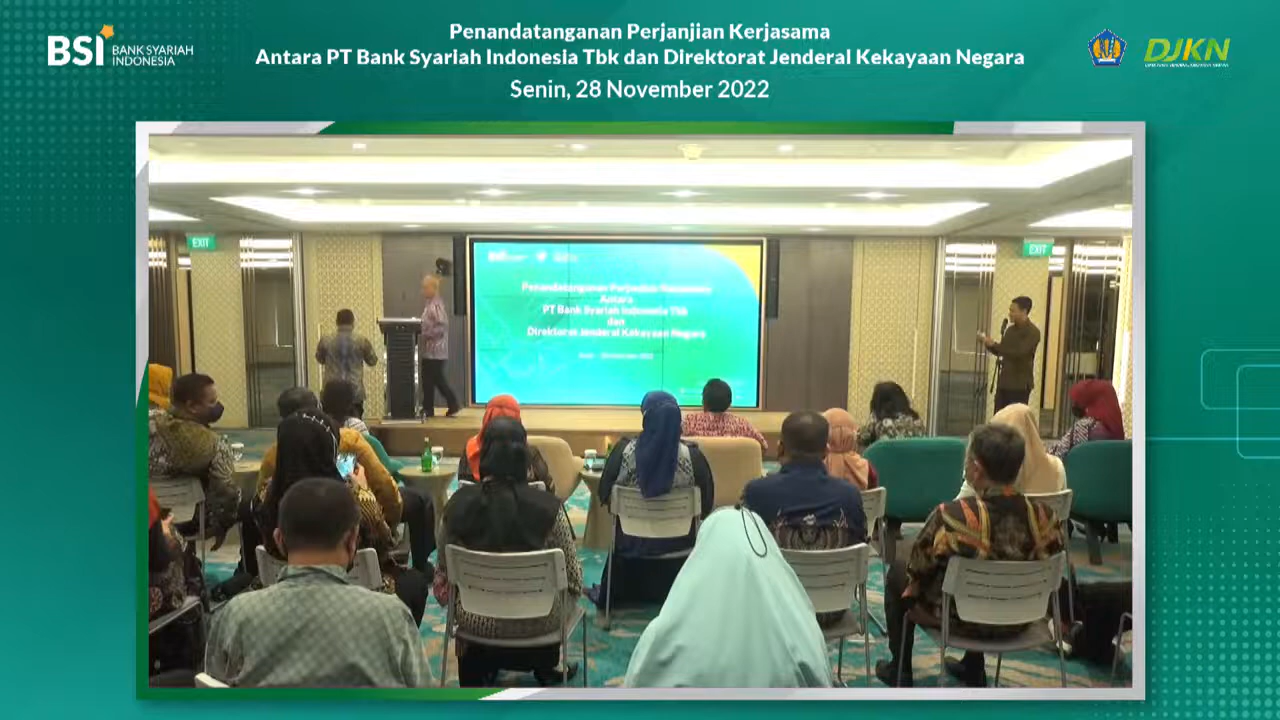 BSI BANK SYARIAH
INDONESIA
Penandatanganan Perjanjian Kerjasama
Antara PT Bank Syariah Indonesia Tbk dan Direktorat Jenderal Kekayaan Negara
Senin, 28 November 2022
DJKN
EXIT
EXIT
BSI
Penandatanganan Perjanjian
Antara
PT Bank Syariah Indonesia Tbk
dan
Direktorat Jenderal Kekayaan Negara